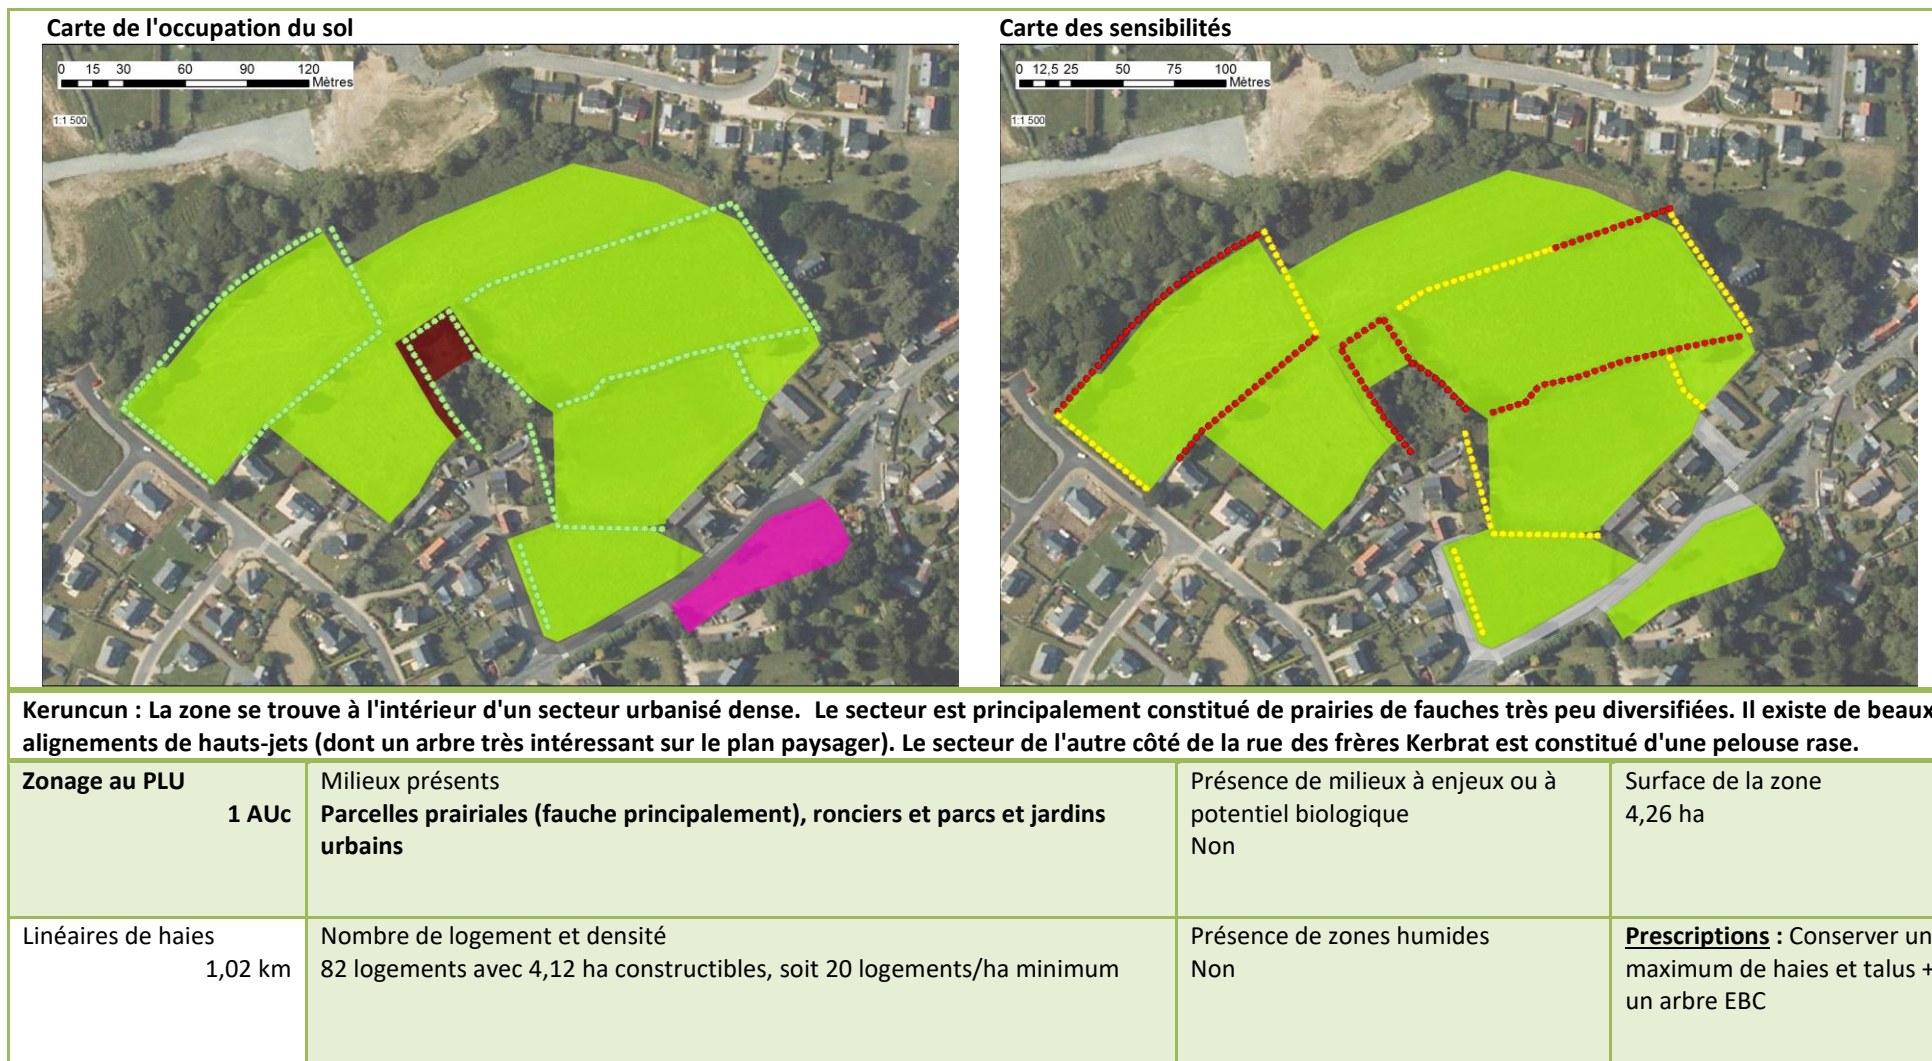 Carte de l'occupation du sol
Carte des sensibilités
0 15 30 60 90 120
Mètres
1:1 500
0 12,5 25 50 75 100
Mètres
1:1 500
Keruncun : La zone se trouve à l'intérieur d'un secteur urbanisé dense. Le secteur est principalement constitué de prairies de fauches très peu diversifiées. Il existe de beaux
alignements de hauts-jets (dont un arbre très intéressant sur le plan paysager). Le secteur de l'autre côté de la rue des frères Kerbrat est constitué d'une pelouse rase.
Zonage au PLU
1 AUc
Milieux présents
Parcelles prairiales (fauche principalement), ronciers et parcs et jardins
urbains
Présence de milieux à enjeux ou à
potentiel biologique
Non
Surface de la zone
4,26 ha
Linéaires de haies
1,02 km
Nombre de logement et densité
82 logements avec 4,12 ha constructibles, soit 20 logements/ha minimum
Présence de zones humides
Non
Prescriptions : Conserver un
maximum de haies et talus +
un arbre EBC